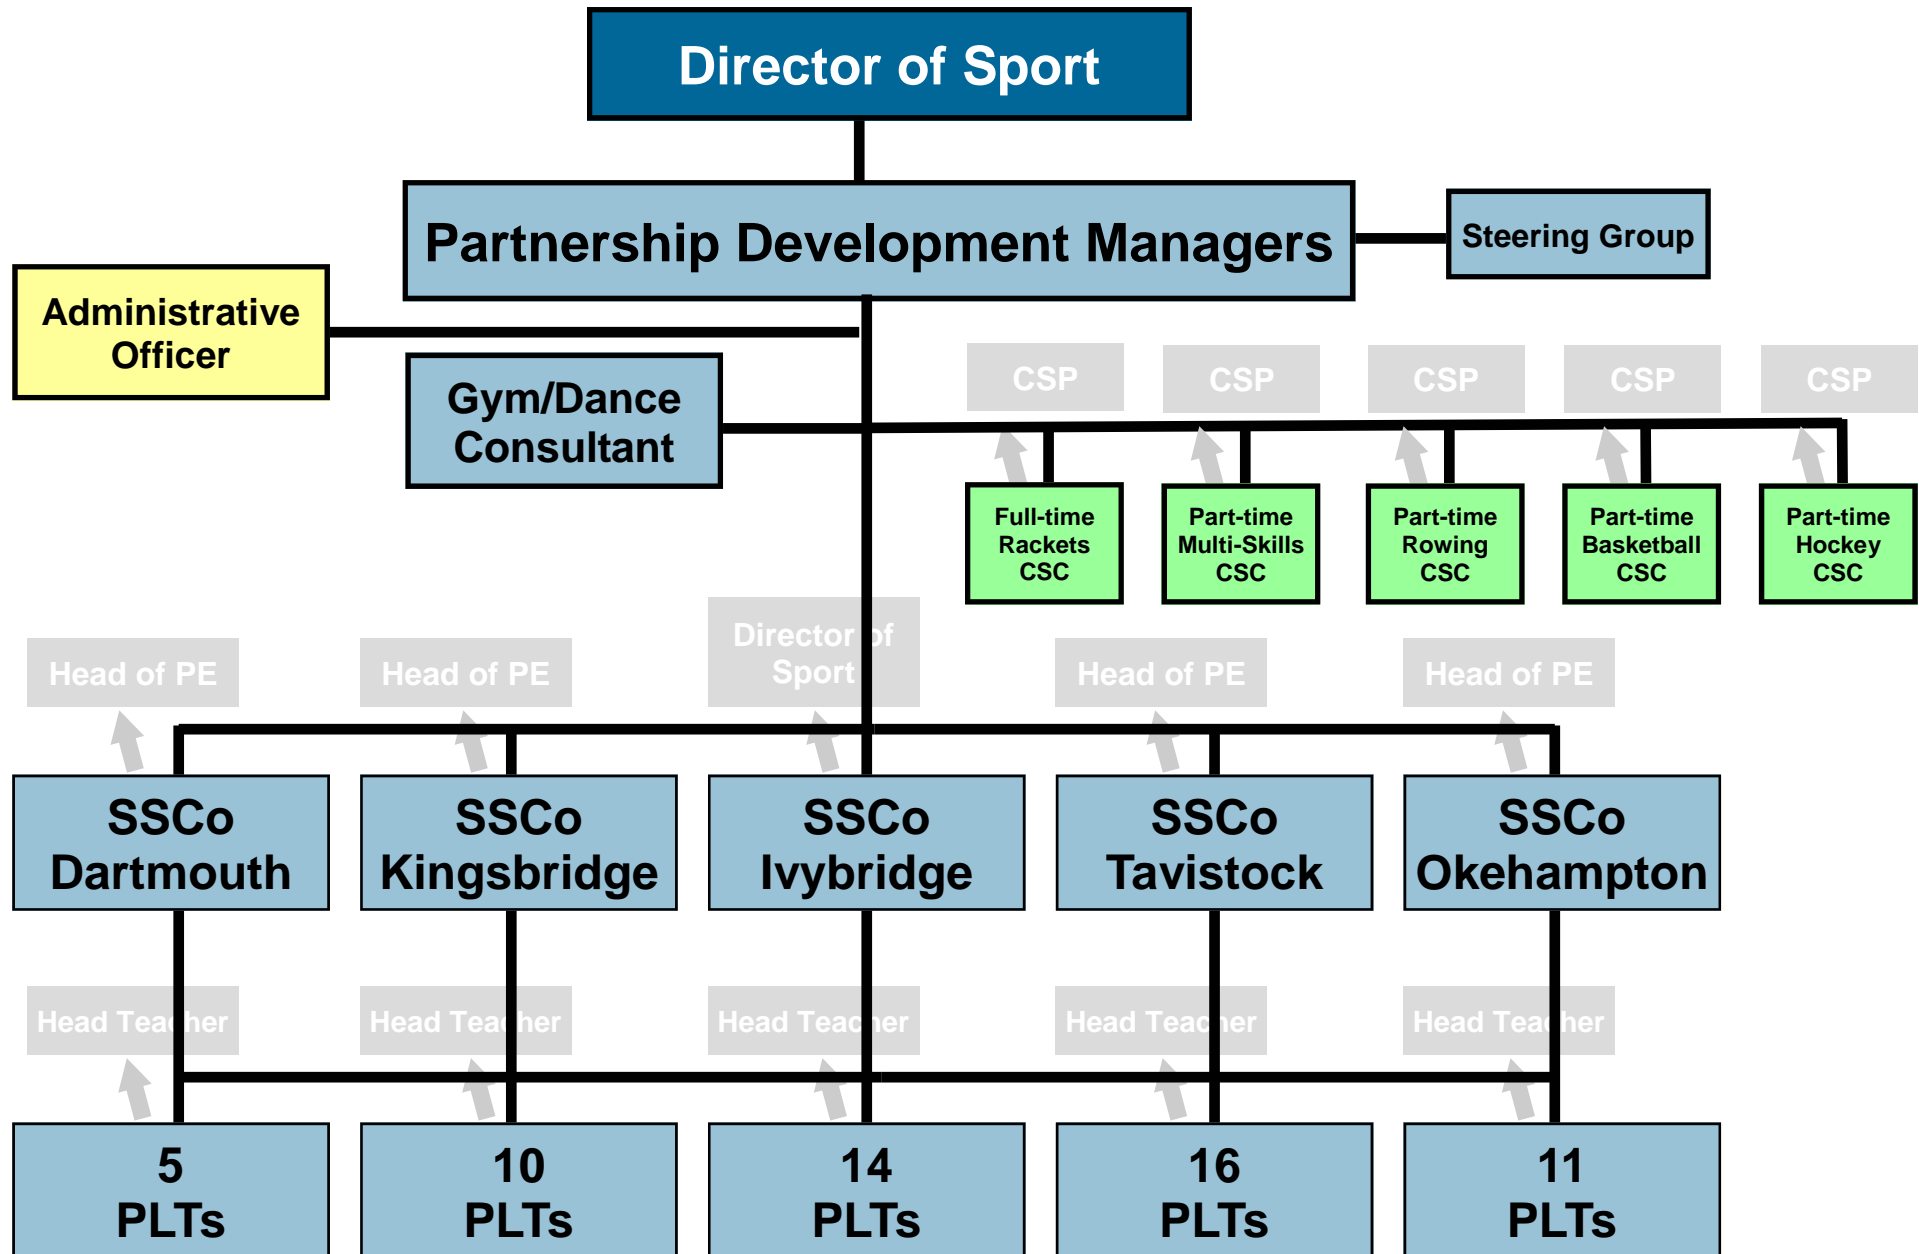 Director of Sport
Partnership Development Managers
Steering Group
Administrative
Officer
Gym/Dance
Consultant
CSP
CSP
CSP
CSP
CSP
Full-time
Rackets
CSC
Part-time
Multi-Skills
CSC
Part-time
Rowing
CSC
Part-time
Basketball
CSC
Part-time
Hockey
CSC
Head of PE
Head of PE
Director of
Sport
Head of PE
Head of PE
SSCo
Dartmouth
SSCo
Kingsbridge
SSCo
Ivybridge
SSCo
Tavistock
SSCo
Okehampton
Head Teacher
Head Teacher
Head Teacher
Head Teacher
Head Teacher
5
PLTs
10
PLTs
14
PLTs
16
PLTs
11
PLTs